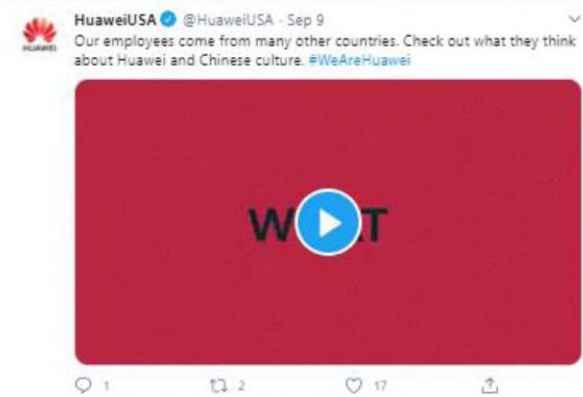 HuaweiUSA @HuaweiUSA · Sep 9
HUAWEI
Our employees come from many other countries. Check out what they think
about Huawei and Chinese culture. #WeAreHuawei
1 2 17